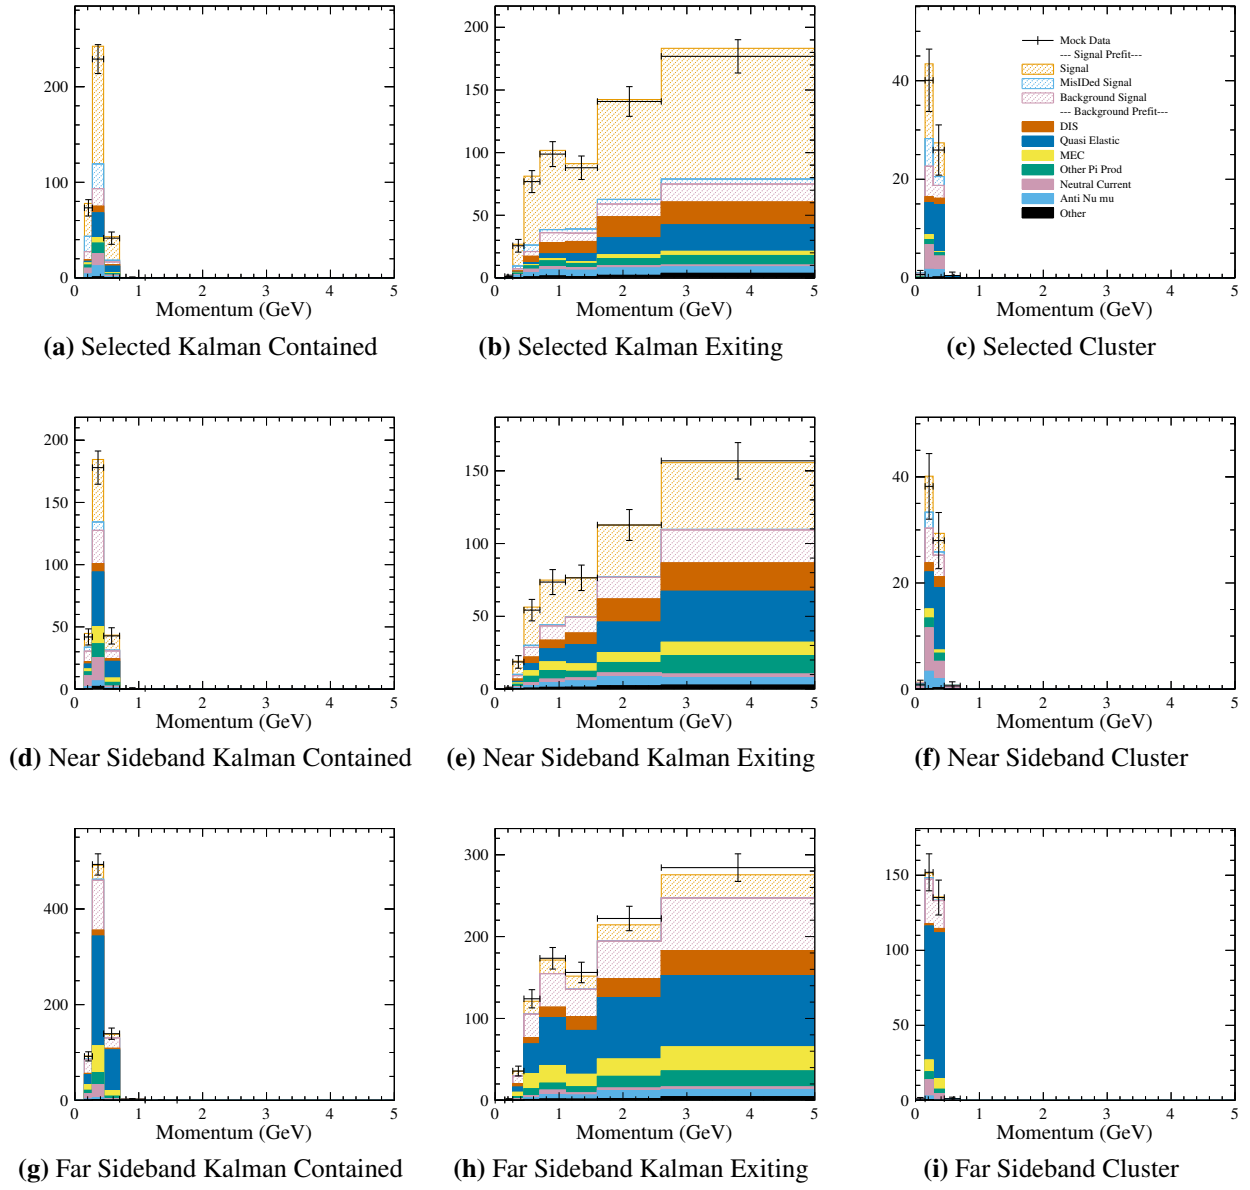 200
100
0
0 1 2 3 4 5
Momentum (GeV)
(a) Selected Kalman Contained
200
150
100
50
0
0 1 2 3 4 5
Momentum (GeV)
(b) Selected Kalman Exiting
40
20
0
Mock Data
--- Signal Prefit---
Signal
MisIDed Signal
Background Signal
--- Background Prefit---
DIS
Quasi Elastic
MEC
Other Pi Prod
Neutral Current
Anti Nu mu
Other
0 1 2 3 4 5
Momentum (GeV)
(c) Selected Cluster
200
150
100
50
0
0 1 2 3 4 5
Momentum (GeV)
(d) Near Sideband Kalman Contained
150
100
50
0
0 1 2 3 4 5
Momentum (GeV)
(e) Near Sideband Kalman Exiting
40
20
0
0 1 2 3 4 5
Momentum (GeV)
(f) Near Sideband Cluster
400
200
0
0 1 2 3 4 5
Momentum (GeV)
(g) Far Sideband Kalman Contained
300
200
100
0
0 1 2 3 4 5
Momentum (GeV)
(h) Far Sideband Kalman Exiting
150
100
50
0
0 1 2 3 4 5
Momentum (GeV)
(i) Far Sideband Cluster